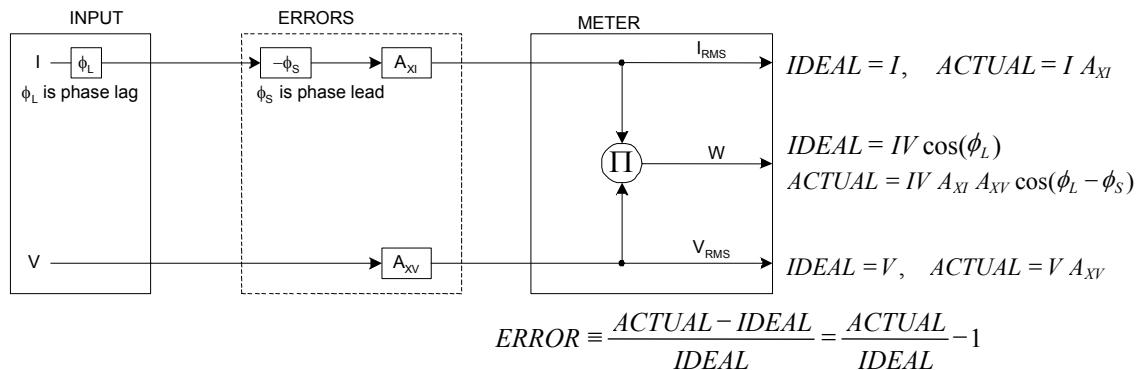 INPUT
ERRORS
METER
I
ϕL
−ϕS
AXI
IRMS
IDEAL = I, ACTUAL = I AXI
ϕL is phase lag
ϕS is phase lead
Π
W
IDEAL = IV cos(ϕL)
ACTUAL = IV AXI AXV cos(ϕL − ϕS)
V
AXV
VRMS
IDEAL = V, ACTUAL = V AXV
ERROR ≡ ACTUAL − IDEAL / IDEAL = ACTUAL / IDEAL − 1